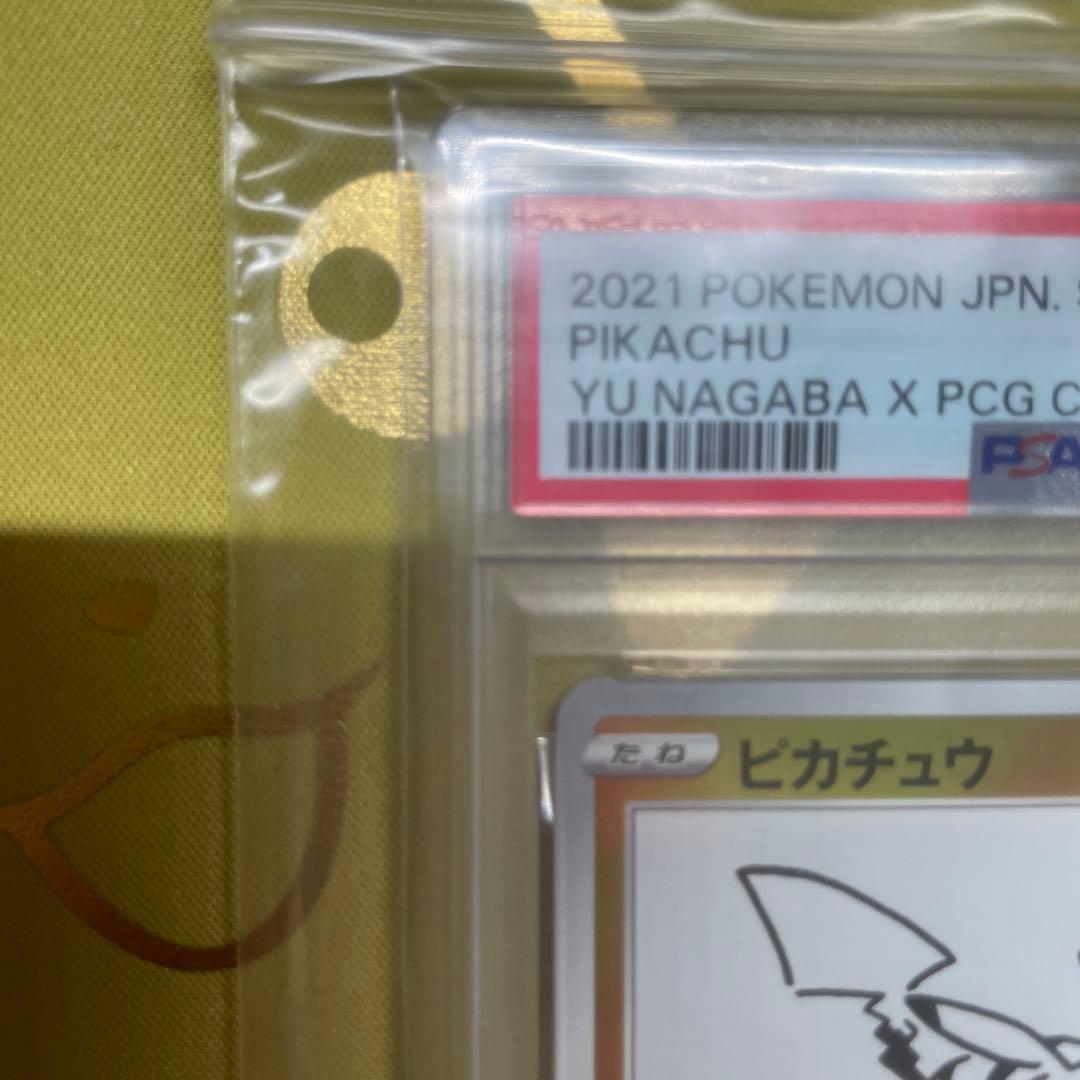 2021 POKEMON JPN.
PIKACHU
YU NAGABA X PCG
PSA
たね
ピカチュウ